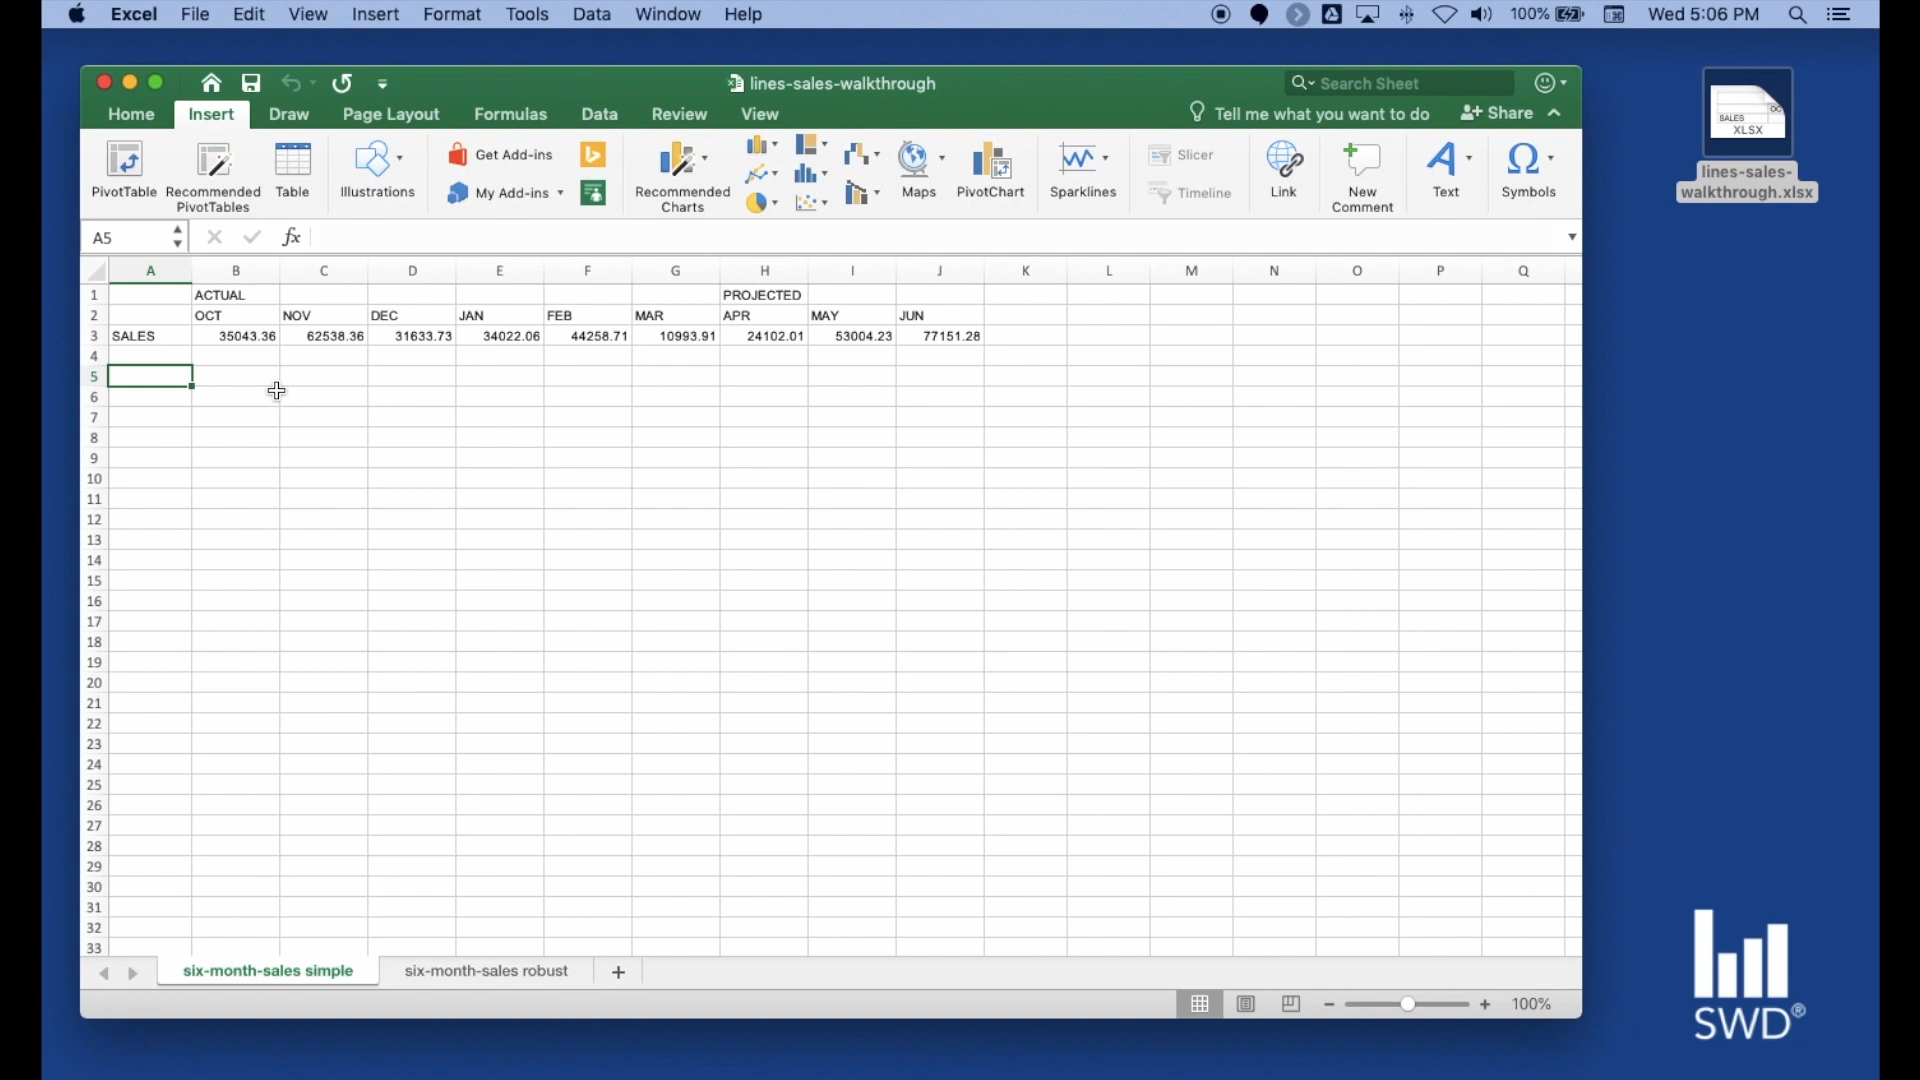 Excel File Edit View Insert Format Tools Data Window Help 100% Wed 5:06 PM
lines-sales-walkthrough Search Sheet
Home Insert Draw Page Layout Formulas Data Review View Tell me what you want to do Share
PivotTable
Recommended
PivotTables
Table
Illustrations
Get Add-ins
My Add-ins
Recommended
Charts
Maps
PivotChart
Sparklines
Slicer
Timeline
Link
New
Comment
Text
Symbols
A5 fx
A B C D E F G H I J K L M N O P Q
1 ACTUAL PROJECTED
2 OCT NOV DEC JAN FEB MAR APR MAY JUN
3 SALES 35043.36 62538.36 31633.73 34022.06 44258.71 10993.91 24102.01 53004.23 77151.28
4
5
6
7
8
9
10
11
12
13
14
15
16
17
18
19
20
21
22
23
24
25
26
27
28
29
30
31
32
33
six-month-sales simple six-month-sales robust +
100%
SALES
XLSX
lines-sales-
walkthrough.xlsx
SWD®